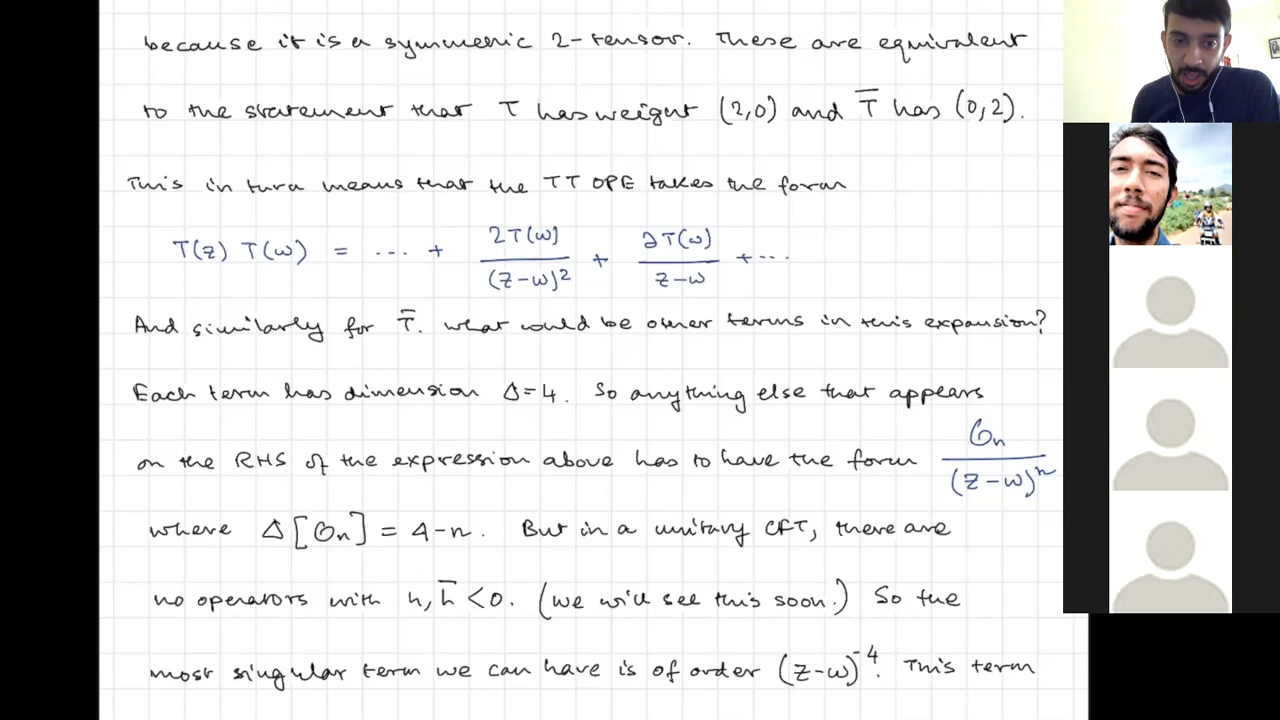 because it is a symmetric 2-tensor. These are equivalent
to the statement that T has weight (2,0) and T̄ has (0,2).
This in turn means that the TT OPE takes the form
T(z) T(w) = ... + 2T(w)/(z-w)² + ∂T(w)/z-w + ...
And similarly for T̄. What could be other terms in this expansion?
Each term has dimension Δ=4. So anything else that appears
on the RHS of the expression above has to have the form 𝒪n/(z-w)ⁿ
where Δ[𝒪n] = 4-n. But in a unitary CFT, there are
no operators with h, h̄ <0. (we will see this soon.) So the
most singular term we can have is of order (z-w)⁻⁴. This term